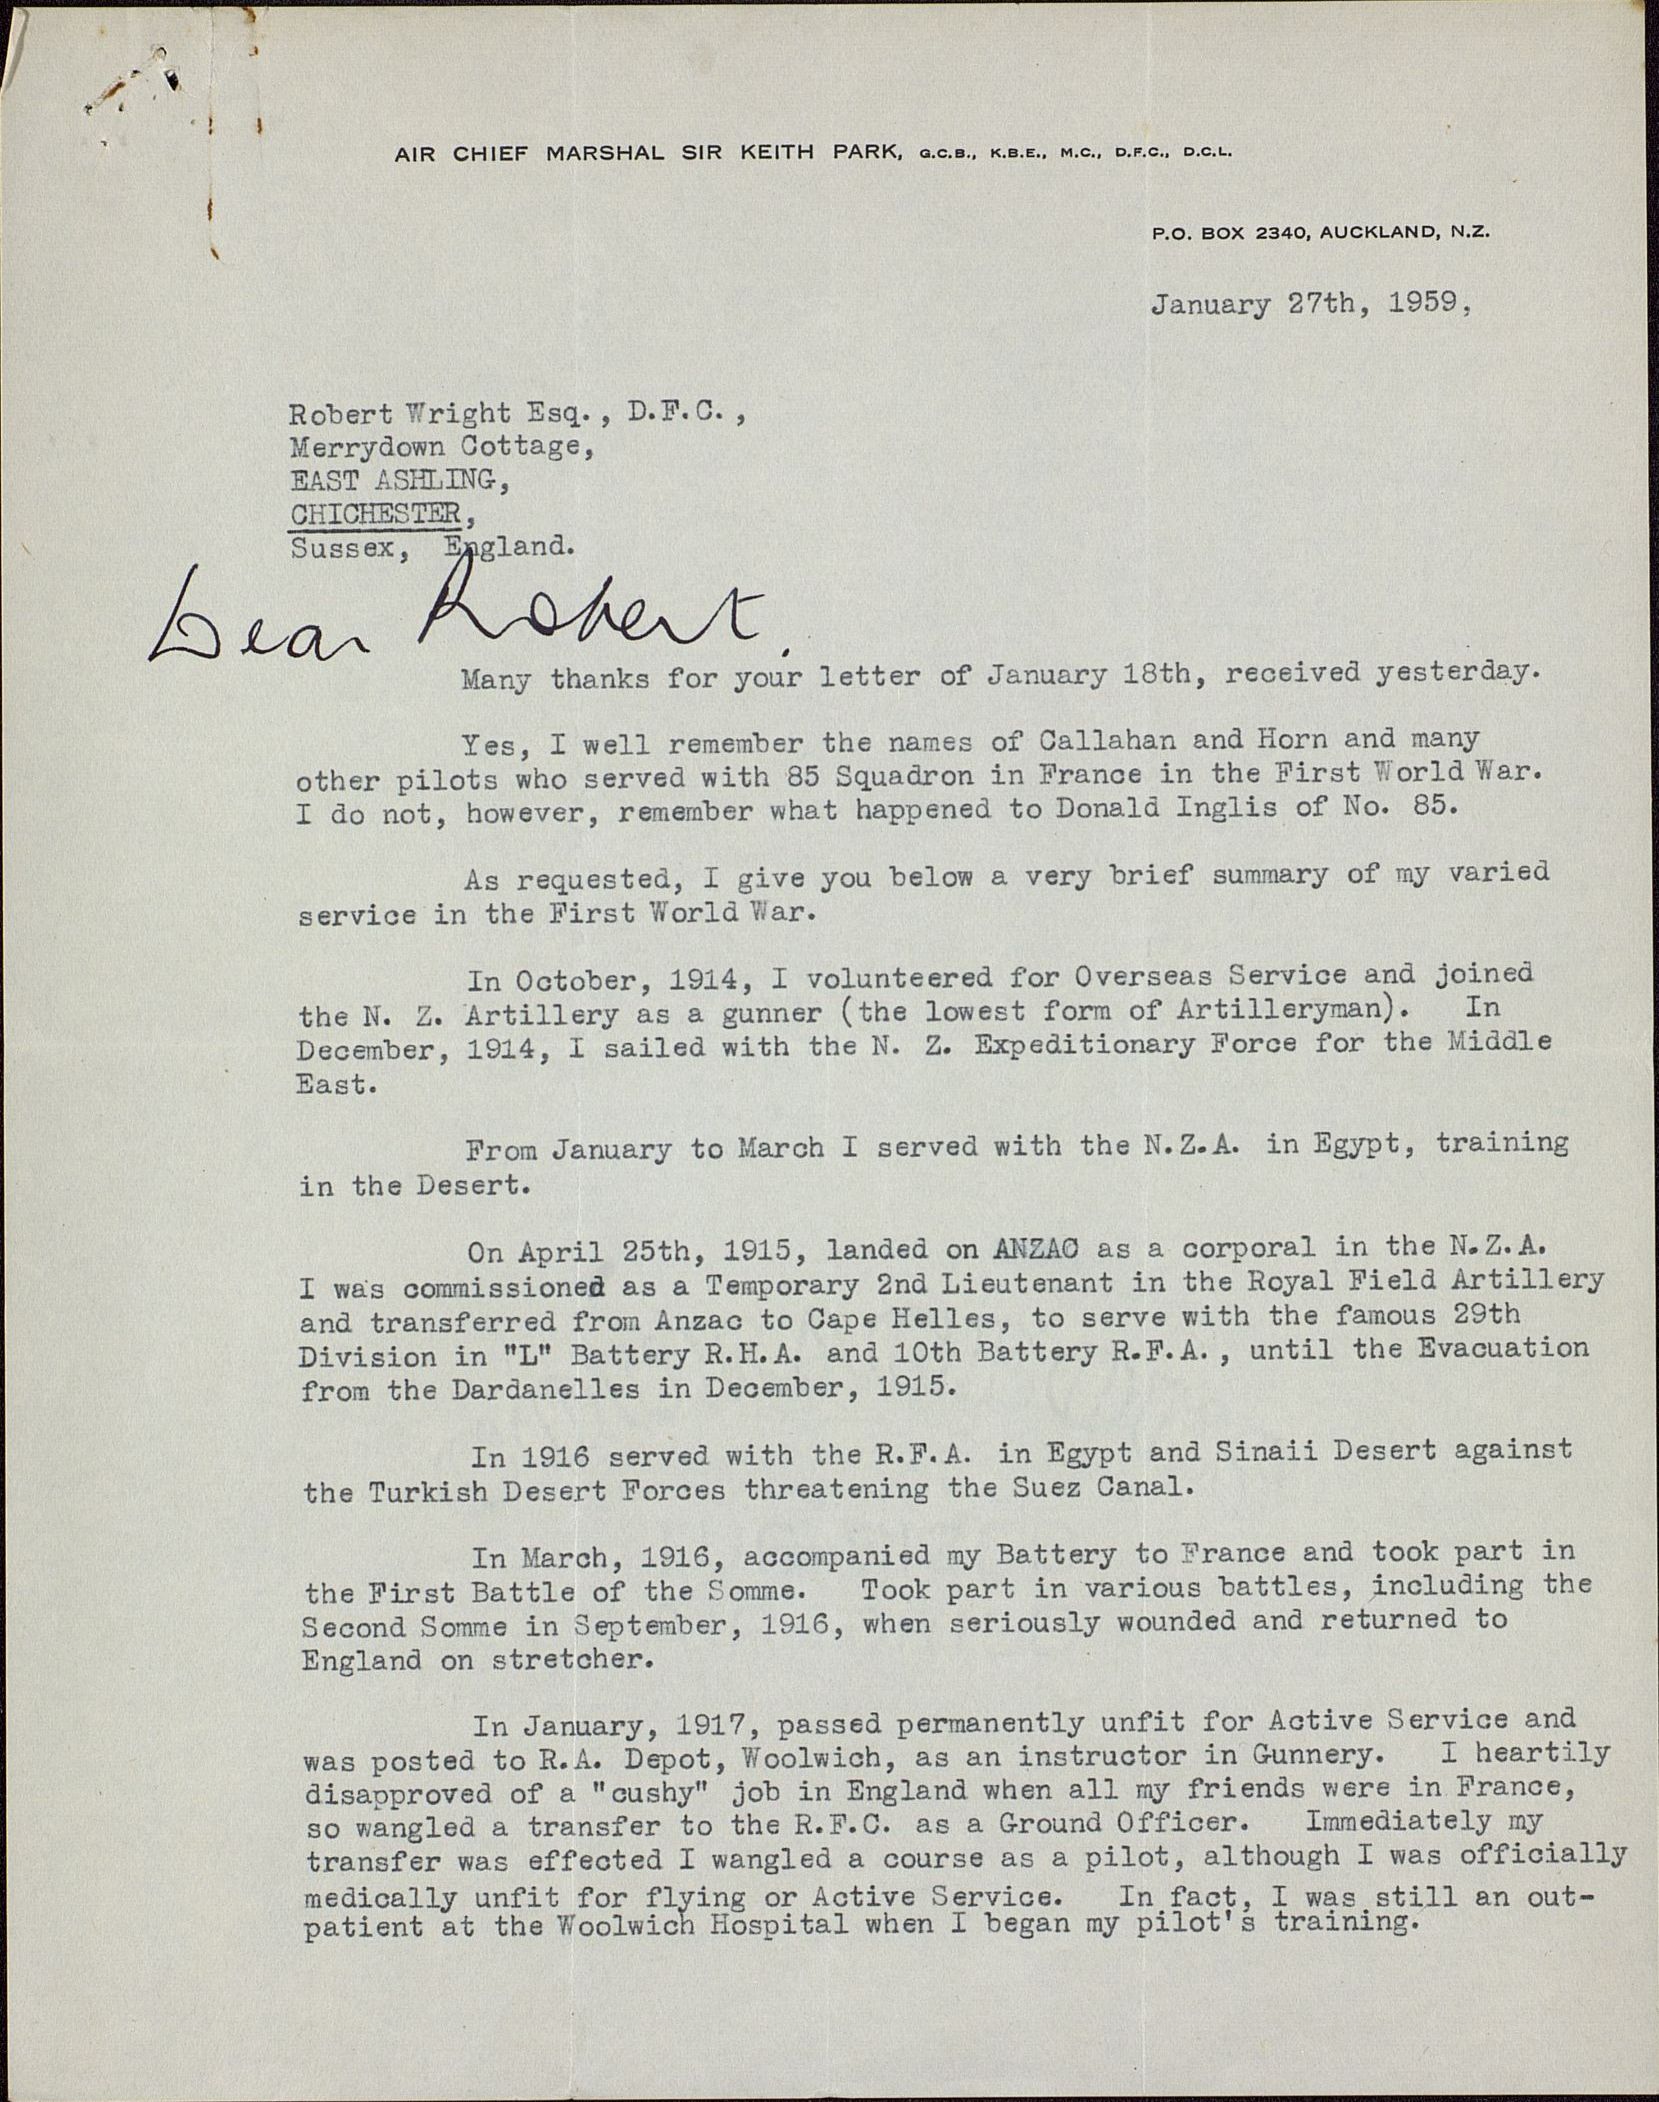 AIR CHIEF MARSHAL SIR KEITH PARK, G.C.B., K.B.E., M.C., D.F.C., D.C.L.
P.O. BOX 2340, AUCKLAND, N.Z.
January 27th, 1959,
Robert Wright Esq., D.F.C.,
Merrydown Cottage,
EAST ASHLING,
CHICHESTER,
Sussex, England.
Dear Robert.
Many thanks for your letter of January 18th, received yesterday.
Yes, I well remember the names of Callahan and Horn and many
other pilots who served with 85 Squadron in France in the First World War.
I do not, however, remember what happened to Donald Inglis of No. 85.
As requested, I give you below a very brief summary of my varied
service in the First World War.
In October, 1914, I volunteered for Overseas Service and joined
the N. Z. Artillery as a gunner (the lowest form of Artilleryman). In
December, 1914, I sailed with the N. Z. Expeditionary Force for the Middle
East.
From January to March I served with the N.Z.A. in Egypt, training
in the Desert.
On April 25th, 1915, landed on ANZAC as a corporal in the N.Z.A.
I was commissioned as a Temporary 2nd Lieutenant in the Royal Field Artillery
and transferred from Anzac to Cape Helles, to serve with the famous 29th
Division in "L" Battery R.H.A. and 10th Battery R.F.A., until the Evacuation
from the Dardanelles in December, 1915.
In 1916 served with the R.F.A. in Egypt and Sinaii Desert against
the Turkish Desert Forces threatening the Suez Canal.
In March, 1916, accompanied my Battery to France and took part in
the First Battle of the Somme. Took part in various battles, including the
Second Somme in September, 1916, when seriously wounded and returned to
England on stretcher.
In January, 1917, passed permanently unfit for Active Service and
was posted to R.A. Depot, Woolwich, as an instructor in Gunnery. I heartily
disapproved of a "cushy" job in England when all my friends were in France,
so wangled a transfer to the R.F.C. as a Ground Officer. Immediately my
transfer was effected I wangled a course as a pilot, although I was officially
medically unfit for flying or Active Service. In fact, I was still an out-
patient at the Woolwich Hospital when I began my pilot's training.